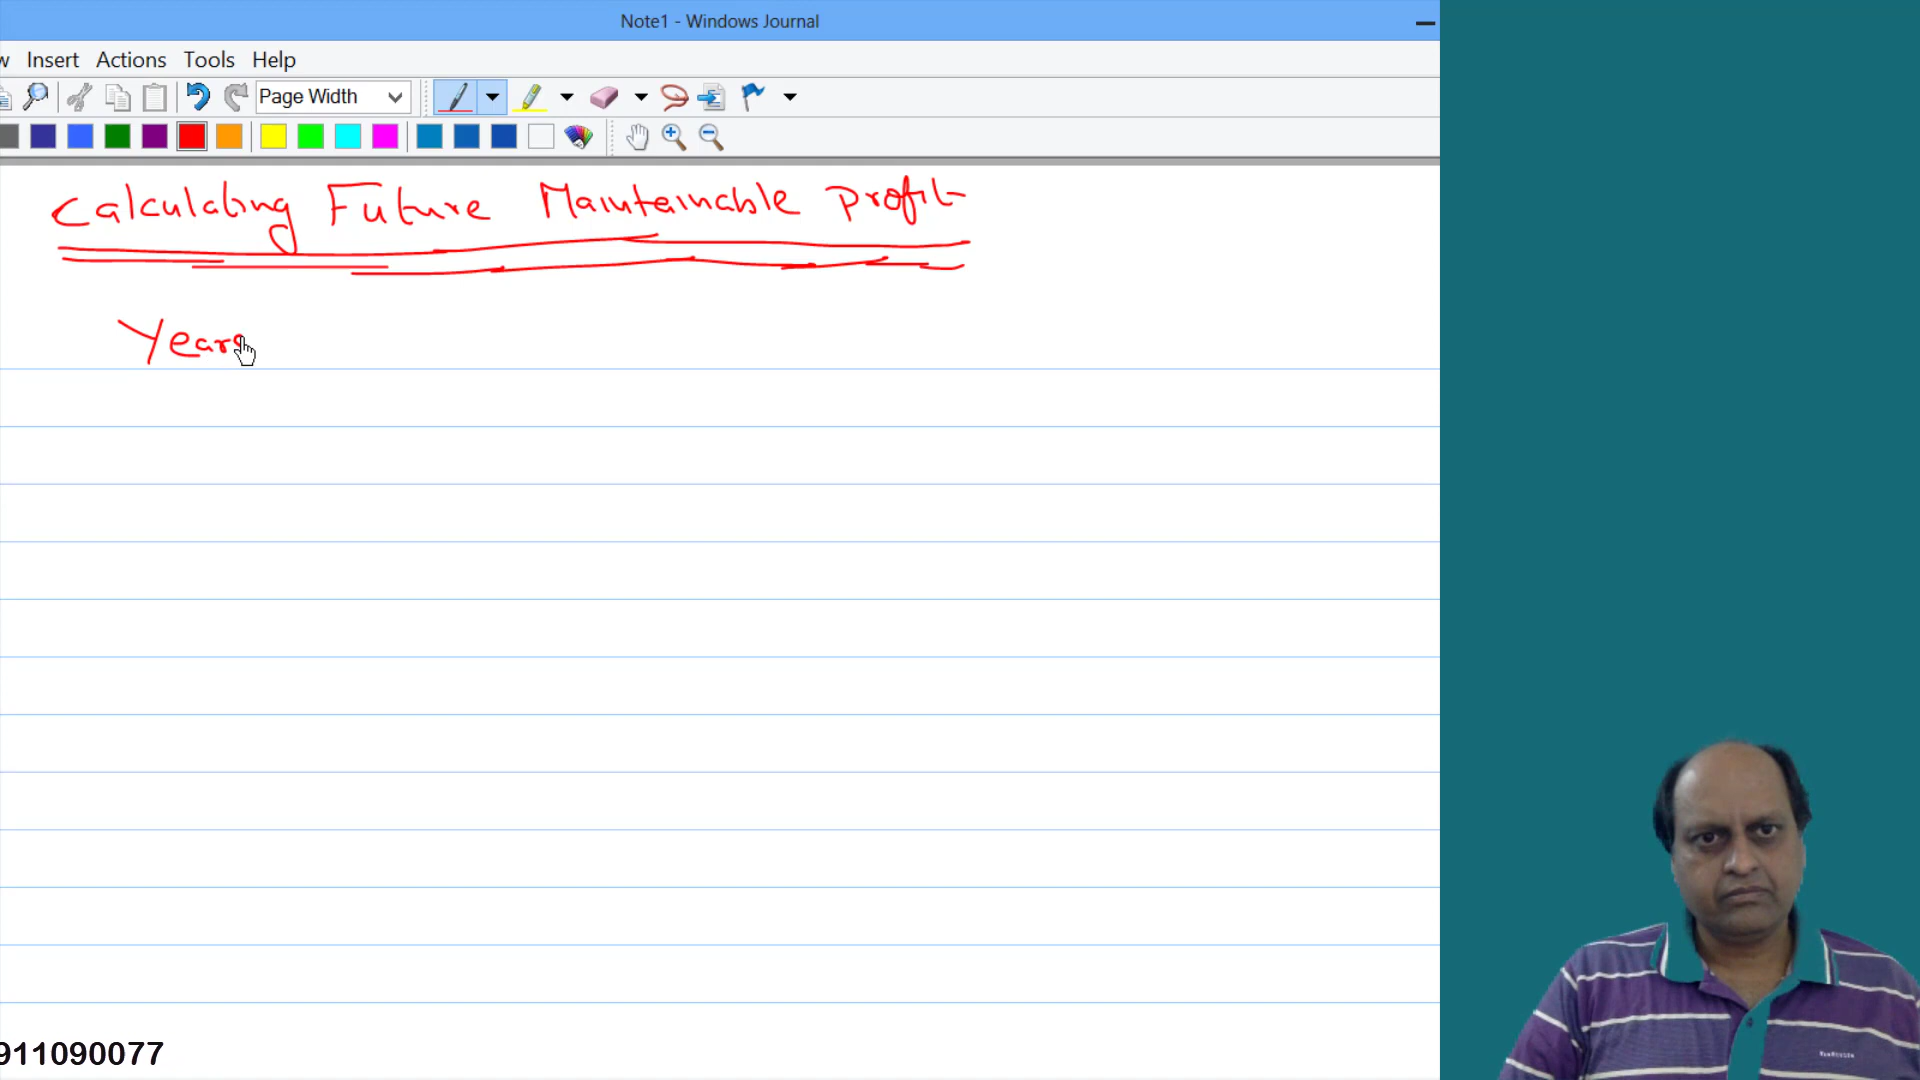 Note1 - Windows Journal
w Insert Actions Tools Help
Page Width
Calculating Future Maintainable Profit
Years
911090077